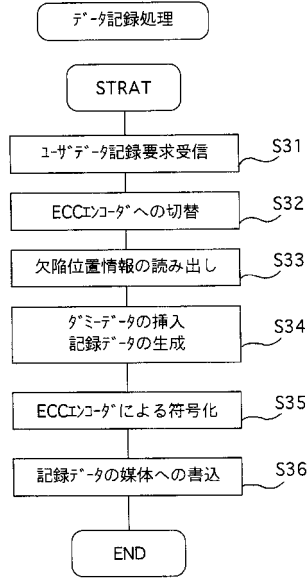 ﾃﾞｰﾀ記録処理
STRAT
ﾕｰｻﾞﾃﾞｰﾀ記録要求受信
S31
ECCｴﾝｺｰﾀﾞへの切替
S32
欠陥位置情報の読み出し
S33
ﾀﾞﾐｰﾃﾞｰﾀの挿入
記録ﾃﾞｰﾀの生成
S34
ECCｴﾝｺｰﾀﾞによる符号化
S35
記録ﾃﾞｰﾀの媒体への書込
S36
END